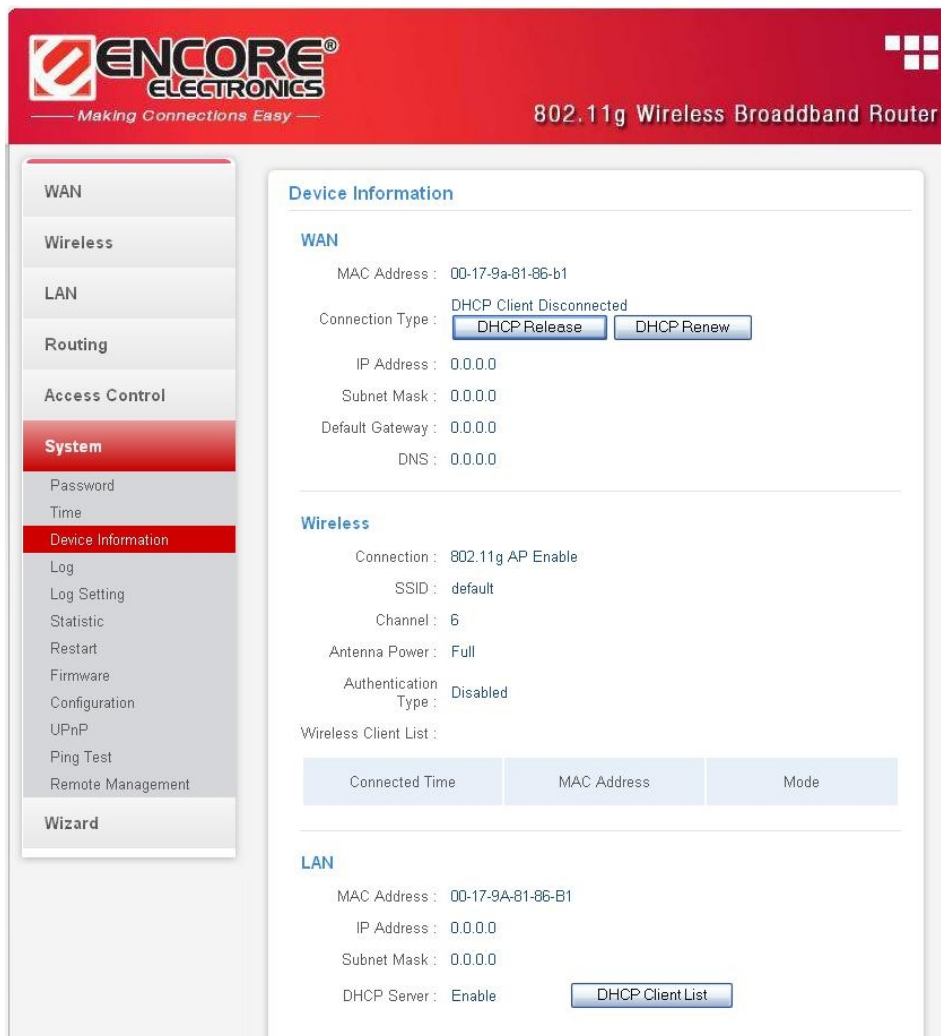 ENCORE®
ELECTRONICS
Making Connections Easy
802.11g Wireless Broaddband Router
WAN
Wireless
LAN
Routing
Access Control
System
Password
Time
Device Information
Log
Log Setting
Statistic
Restart
Firmware
Configuration
UPnP
Ping Test
Remote Management
Wizard
Device Information
WAN
MAC Address : 00-17-9a-81-86-b1
Connection Type : DHCP Client Disconnected
DHCP Release DHCP Renew
IP Address : 0.0.0.0
Subnet Mask : 0.0.0.0
Default Gateway : 0.0.0.0
DNS : 0.0.0.0
Wireless
Connection : 802.11g AP Enable
SSID : default
Channel : 6
Antenna Power : Full
Authentication
Type : Disabled
Wireless Client List :
Connected Time MAC Address Mode
LAN
MAC Address : 00-17-9A-81-86-B1
IP Address : 0.0.0.0
Subnet Mask : 0.0.0.0
DHCP Server : Enable DHCP Client List